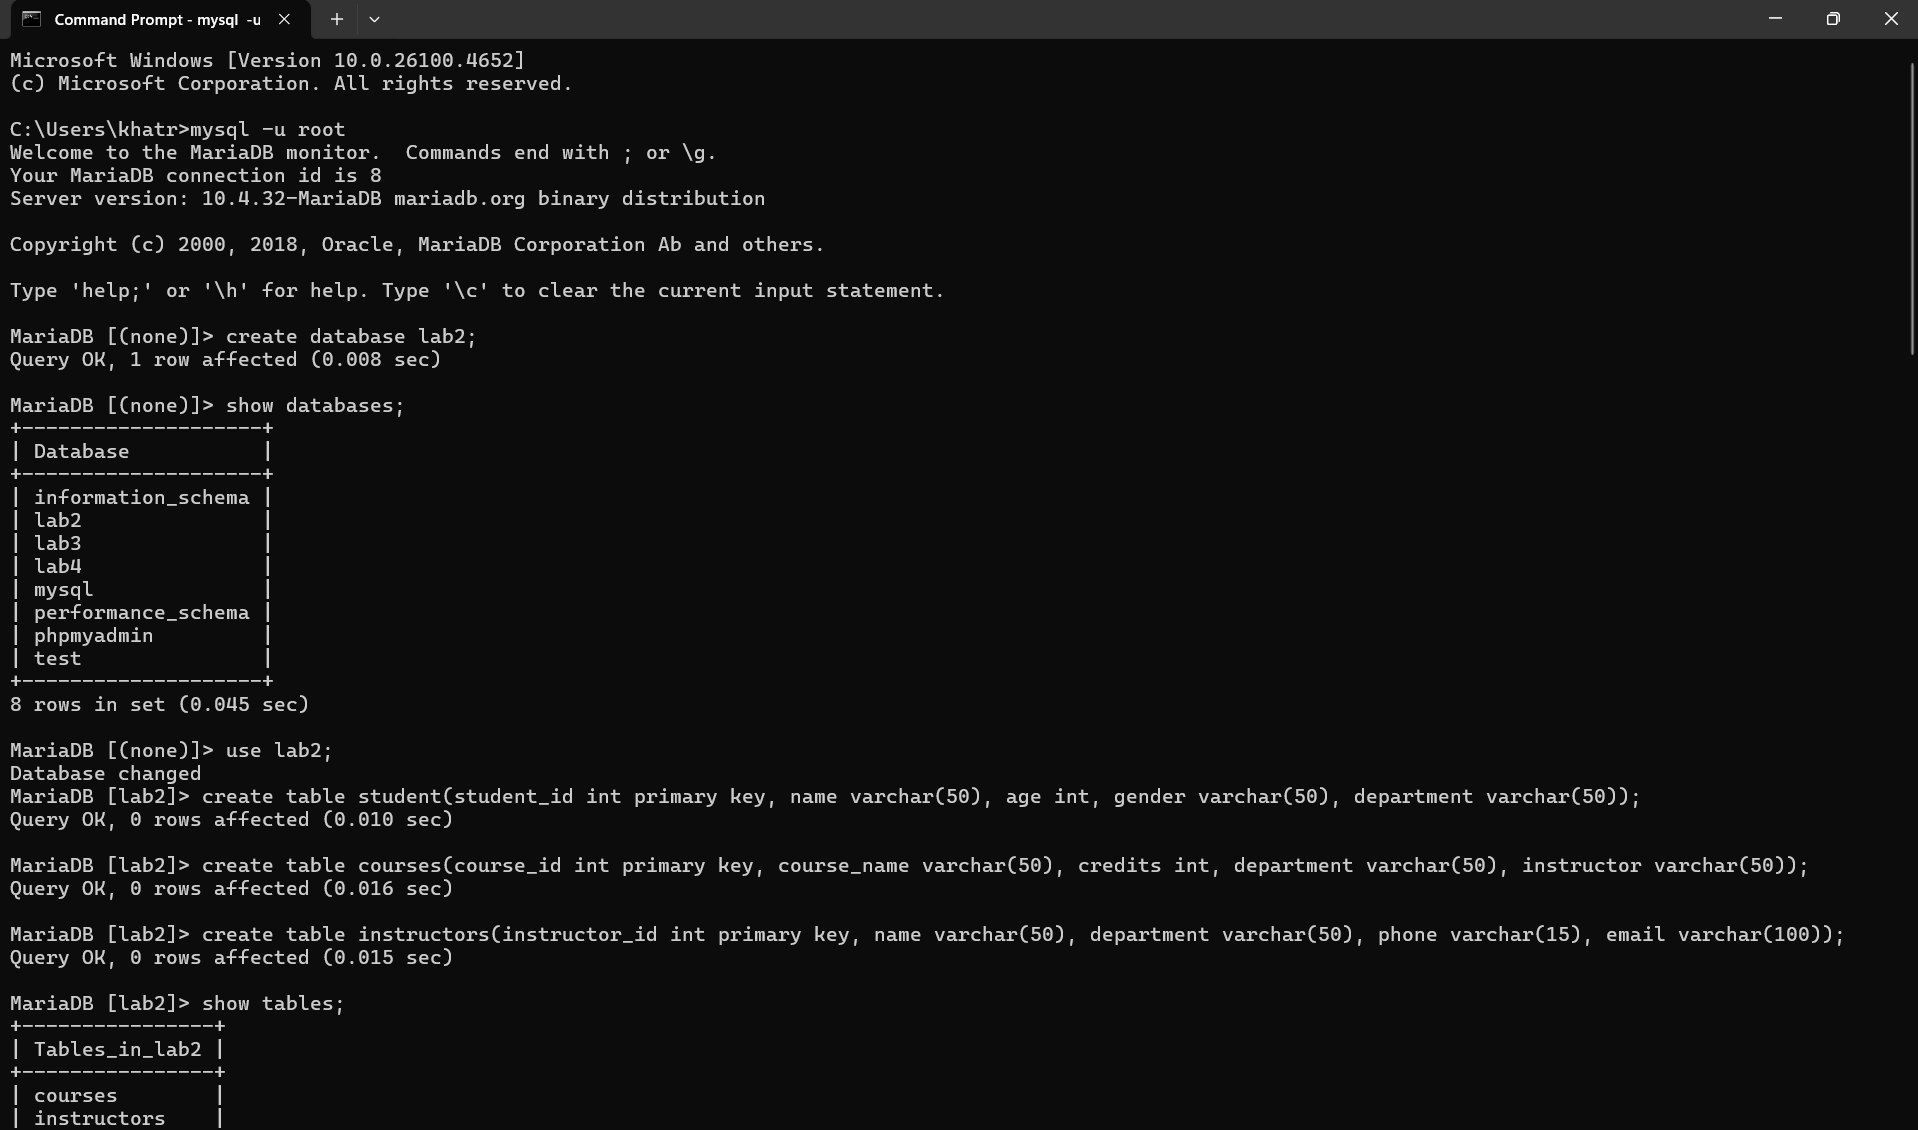 Command Prompt - mysql -u
Microsoft Windows [Version 10.0.26100.4652]
(c) Microsoft Corporation. All rights reserved.
C:\Users\khatr>mysql -u root
Welcome to the MariaDB monitor.  Commands end with ; or \g.
Your MariaDB connection id is 8
Server version: 10.4.32-MariaDB mariadb.org binary distribution
Copyright (c) 2000, 2018, Oracle, MariaDB Corporation Ab and others.
Type 'help;' or '\h' for help. Type '\c' to clear the current input statement.
MariaDB [(none)]> create database lab2;
Query OK, 1 row affected (0.008 sec)
MariaDB [(none)]> show databases;
+--------------------+
| Database           |
+--------------------+
| information_schema |
| lab2               |
| lab3               |
| lab4               |
| mysql              |
| performance_schema |
| phpmyadmin         |
| test               |
+--------------------+
8 rows in set (0.045 sec)
MariaDB [(none)]> use lab2;
Database changed
MariaDB [lab2]> create table student(student_id int primary key, name varchar(50), age int, gender varchar(50), department varchar(50));
Query OK, 0 rows affected (0.010 sec)
MariaDB [lab2]> create table courses(course_id int primary key, course_name varchar(50), credits int, department varchar(50), instructor varchar(50));
Query OK, 0 rows affected (0.016 sec)
MariaDB [lab2]> create table instructors(instructor_id int primary key, name varchar(50), department varchar(50), phone varchar(15), email varchar(100));
Query OK, 0 rows affected (0.015 sec)
MariaDB [lab2]> show tables;
+----------------+
| Tables_in_lab2 |
+----------------+
| courses        |
| instructors    |